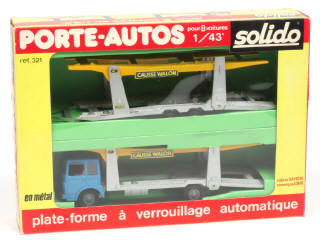 PORTE-AUTOS
pour 8 voitures
1/43e
solido
réf. 321
CAUSSE WALON
CAUSSE WALON
en métal
plate-forme à verrouillage automatique